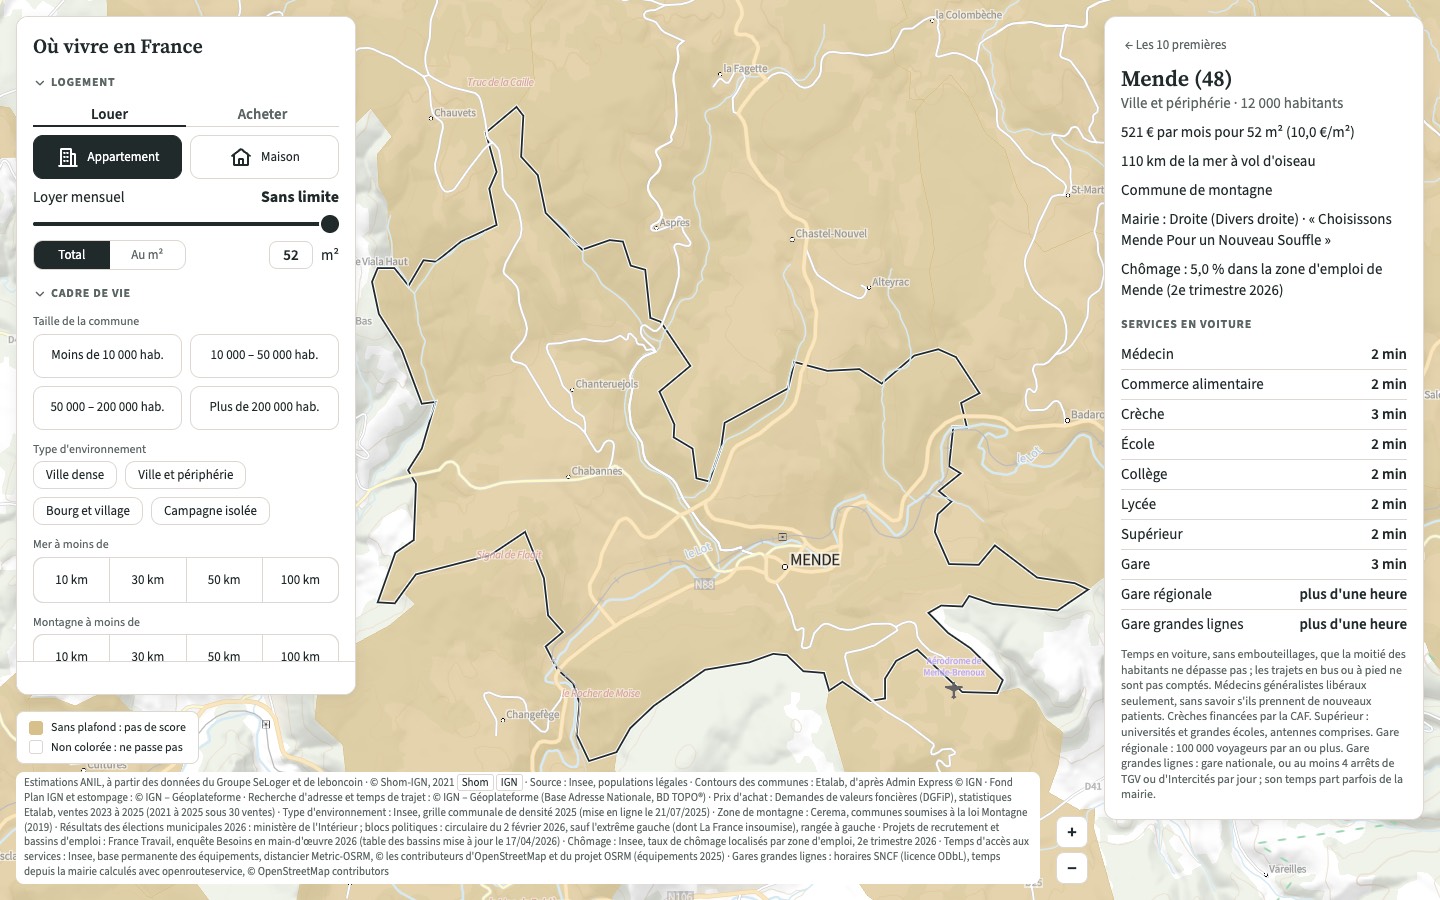 Où vivre en France
LOGEMENT
Louer
Acheter
Appartement
Maison
Loyer mensuel
Sans limite
Total
Au m²
52
m²
CADRE DE VIE
Taille de la commune
Moins de 10 000 hab.
10 000 – 50 000 hab.
50 000 – 200 000 hab.
Plus de 200 000 hab.
Type d'environnement
Ville dense
Ville et périphérie
Bourg et village
Campagne isolée
Mer à moins de
10 km
30 km
50 km
100 km
Montagne à moins de
10 km
30 km
50 km
100 km
Sans plafond : pas de score
Non colorée : ne passe pas
la Colombèche
la Fagette
Truc de la Caille
Chauvets
St-Mart
Aspres
Chastel-Nouvel
e Viala Haut
Alteyrac
Bas
Chanteruejols
Badaro
Chabannes
le Lot
Signal de Flogit
le Lot
MENDE
N88
Aérodrome de
Mende-Brenoux
le Rocher de Moïse
Changefège
Cultures
D41
Vareilles
N106
← Les 10 premières
Mende (48)
Ville et périphérie · 12 000 habitants
521 € par mois pour 52 m² (10,0 €/m²)
110 km de la mer à vol d'oiseau
Commune de montagne
Mairie : Droite (Divers droite) · « Choisissons
Mende Pour un Nouveau Souffle »
Chômage : 5,0 % dans la zone d'emploi de
Mende (2e trimestre 2026)
SERVICES EN VOITURE
Médecin 2 min
Commerce alimentaire 2 min
Crèche 3 min
École 2 min
Collège 2 min
Lycée 2 min
Supérieur 2 min
Gare 3 min
Gare régionale plus d'une heure
Gare grandes lignes plus d'une heure
Temps en voiture, sans embouteillages, que la moitié des
habitants ne dépasse pas ; les trajets en bus ou à pied ne
sont pas comptés. Médecins généralistes libéraux
seulement, sans savoir s'ils prennent de nouveaux
patients. Crèches financées par la CAF. Supérieur :
universités et grandes écoles, antennes comprises. Gare
régionale : 100 000 voyageurs par an ou plus. Gare
grandes lignes : gare nationale, ou au moins 4 arrêts de
TGV ou d'Intercités par jour ; son temps part parfois de la
mairie.
Estimations ANIL, à partir des données du Groupe SeLoger et de leboncoin · © Shom-IGN, 2021 Shom IGN · Source : Insee, populations légales · Contours des communes : Etalab, d'après Admin Express © IGN · Fond
Plan IGN et estompage : © IGN – Géoplateforme · Recherche d'adresse et temps de trajet : © IGN – Géoplateforme (Base Adresse Nationale, BD TOPO®) · Prix d'achat : Demandes de valeurs foncières (DGFiP), statistiques
Etalab, ventes 2023 à 2025 (2021 à 2025 sous 30 ventes) · Type d'environnement : Insee, grille communale de densité 2025 (mise en ligne le 21/07/2025) · Zone de montagne : Cerema, communes soumises à la loi Montagne
(2019) · Résultats des élections municipales 2026 : ministère de l'Intérieur ; blocs politiques : circulaire du 2 février 2026, sauf l'extrême gauche (dont La France insoumise), rangée à gauche · Projets de recrutement et
bassins d'emploi : France Travail, enquête Besoins en main-d'œuvre 2026 (table des bassins mise à jour le 17/04/2026) · Chômage : Insee, taux de chômage localisés par zone d'emploi, 2e trimestre 2026 · Temps d'accès aux
services : Insee, base permanente des équipements, distancier Metric-OSRM, © les contributeurs d'OpenStreetMap et du projet OSRM (équipements 2025) · Gares grandes lignes : horaires SNCF (licence ODbL), temps
depuis la mairie calculés avec openrouteservice, © OpenStreetMap contributors
+
−